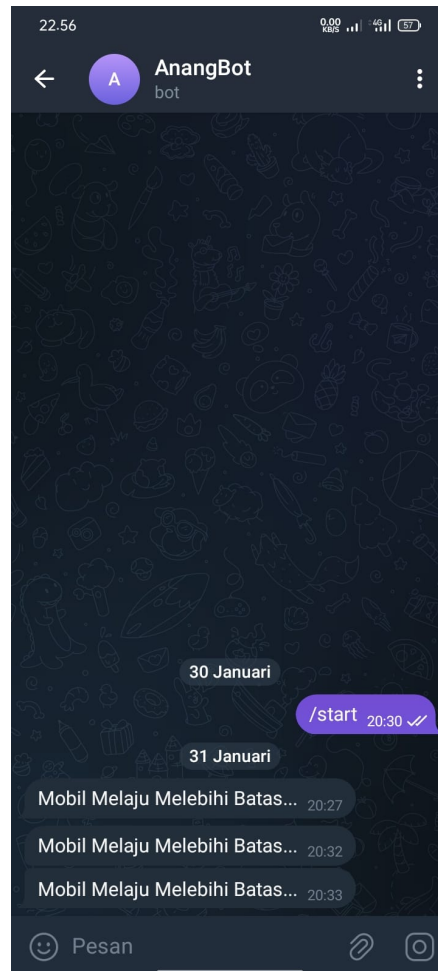 22.56
0.00 KB/S 4G 57
A
AnangBot
bot
30 Januari
/start 20:30
31 Januari
Mobil Melaju Melebihi Batas... 20:27
Mobil Melaju Melebihi Batas... 20:32
Mobil Melaju Melebihi Batas... 20:33
Pesan